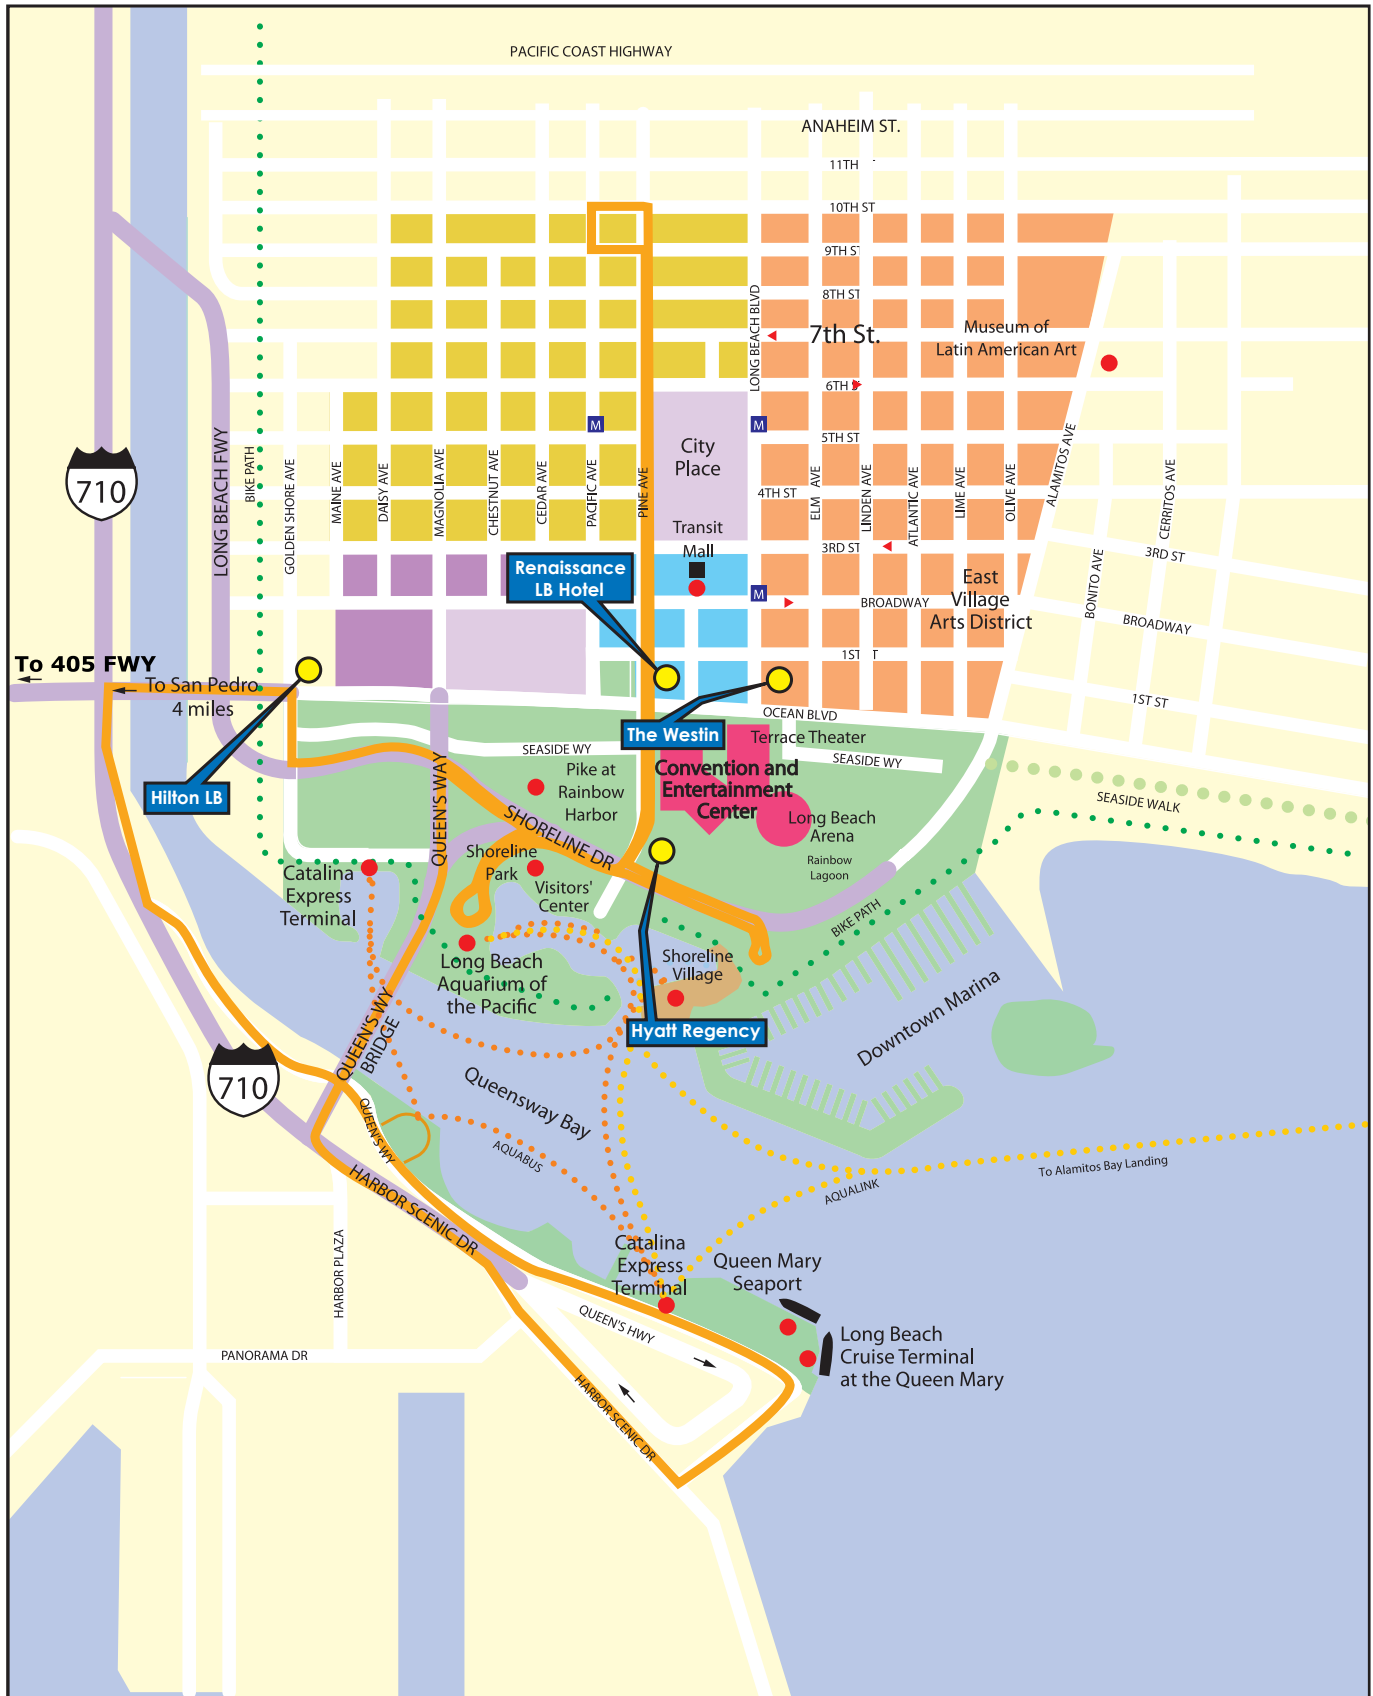 PACIFIC COAST HIGHWAY
ANAHEIM ST.
11TH
10TH ST
9TH ST
8TH ST
LONG BEACH BLVD
7th St.
Museum of
Latin American Art
6TH
M
M
City
Place
5TH ST
4TH ST
LONG BEACH FWY
BIKE PATH
GOLDEN SHORE AVE
MAINE AVE
DAISY AVE
MAGNOLIA AVE
CHESTNUT AVE
CEDAR AVE
PACIFIC AVE
PINE AVE
ELM AVE
LINDEN AVE
ATLANTIC AVE
LIME AVE
OLIVE AVE
ALAMITOS AVE
CERRITOS AVE
BONITO AVE
710
Transit
Mall
3RD ST
3RD ST
Renaissance
LB Hotel
M
BROADWAY
East
Village
Arts District
BROADWAY
1ST ST
1ST ST
To 405 FWY
To San Pedro
4 miles
OCEAN BLVD
The Westin
Terrace Theater
SEASIDE WY
SEASIDE WY
Convention and
Entertainment
Center
Pike at
Rainbow
Harbor
Hilton LB
QUEEN'S WAY
SHORELINE DR
Long Beach
Arena
Rainbow
Lagoon
SEASIDE WALK
Shoreline
Park
Visitors'
Center
Catalina
Express
Terminal
BIKE PATH
Long Beach
Aquarium of
the Pacific
Shoreline
Village
Hyatt Regency
Downtown Marina
QUEEN'S WY
BRIDGE
710
Queensway Bay
QUEEN'S WY
AQUABUS
AQUALINK
To Alamitos Bay Landing
HARBOR SCENIC DR
HARBOR PLAZA
Catalina
Express
Terminal
Queen Mary
Seaport
QUEEN'S HWY
Long Beach
Cruise Terminal
at the Queen Mary
PANORAMA DR
HARBOR SCENIC DR